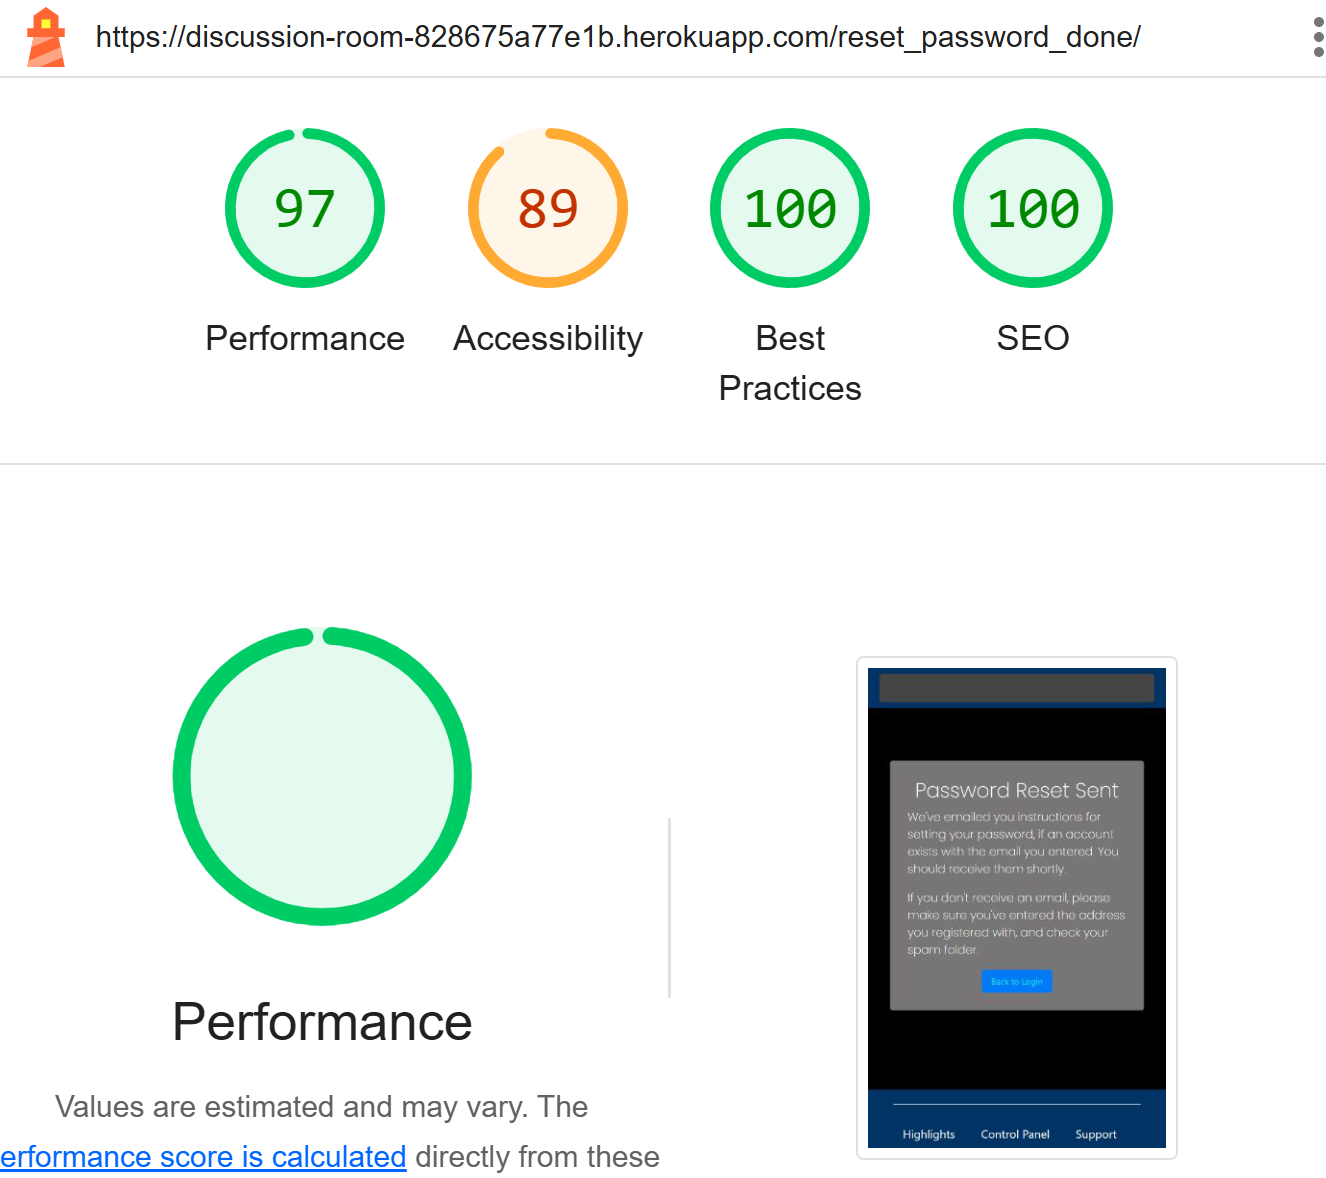 https://discussion-room-828675a77e1b.herokuapp.com/reset_password_done/
97
89
100
100
Performance
Accessibility
Best
Practices
SEO
Performance
Values are estimated and may vary. The
erformance score is calculated directly from these
Password Reset Sent
We've emailed you instructions for
setting your password, if an account
exists with the email you entered. You
should receive them shortly.
If you don't receive an email, please
make sure you've entered the address
you registered with, and check your
spam folder.
Back to Login
Highlights
Control Panel
Support